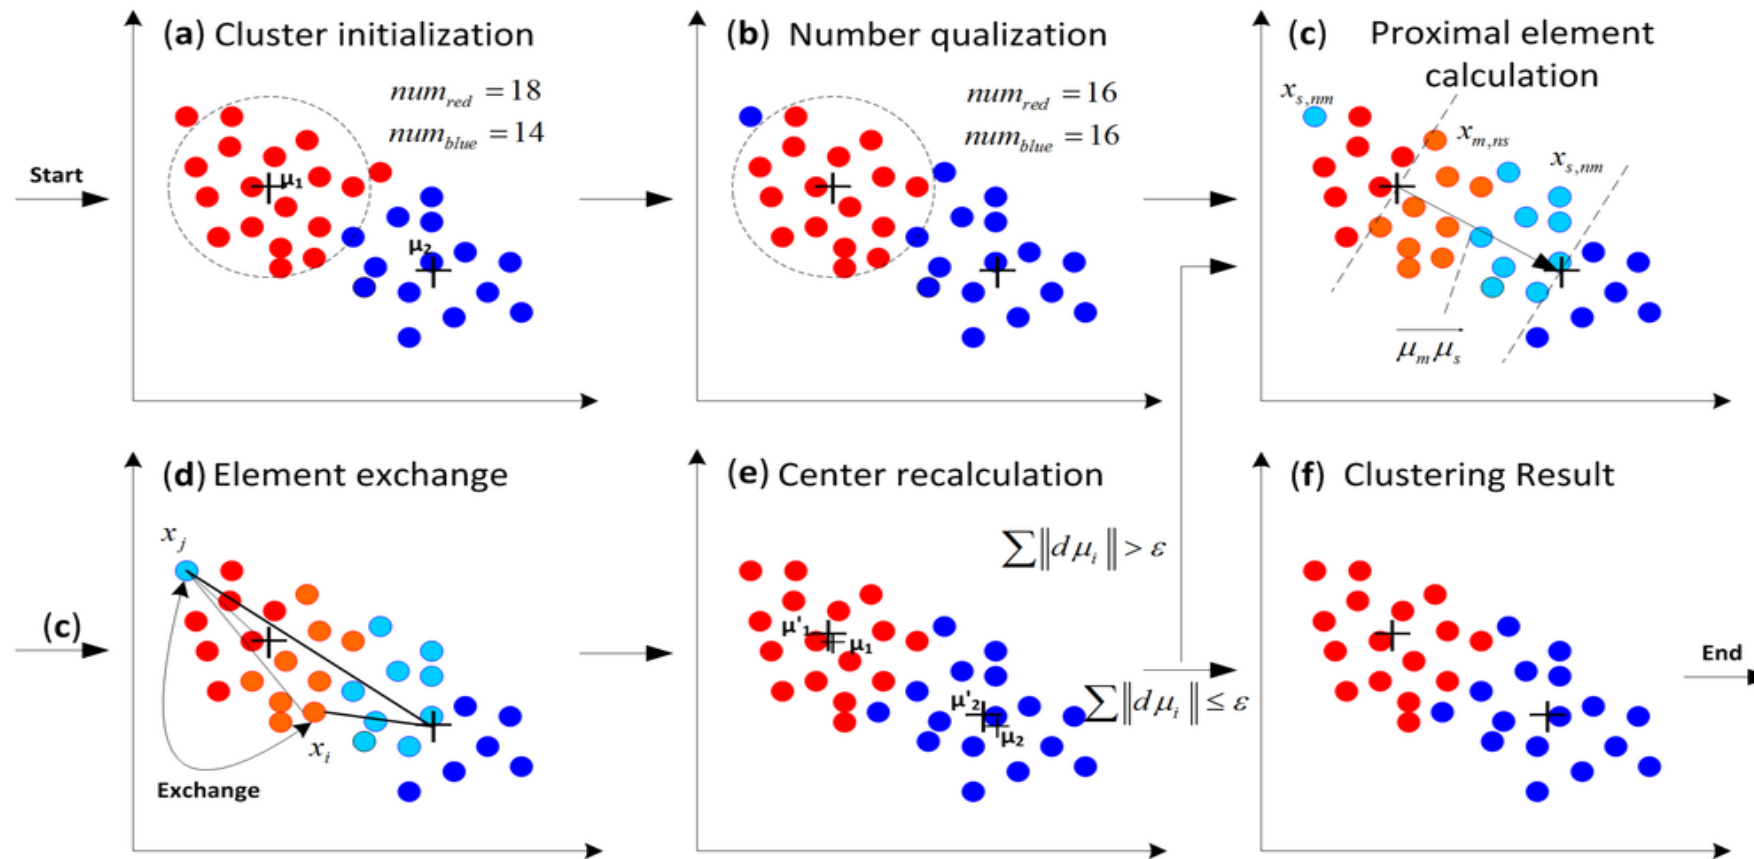 (a) Cluster initialization
num_red = 18
num_blue = 14
μ₁
μ₂
Start
(b) Number qualization
num_red = 16
num_blue = 16
(c) Proximal element
calculation
x_s,nm
x_m,ns
x_s,nm
μ_m μ_s
(c)
(d) Element exchange
x_j
x_i
Exchange
(e) Center recalculation
∑‖dμ_i‖ > ε
μ'₁
μ₁
μ'₂
μ₂
∑‖dμ_i‖ ≤ ε
(f) Clustering Result
End